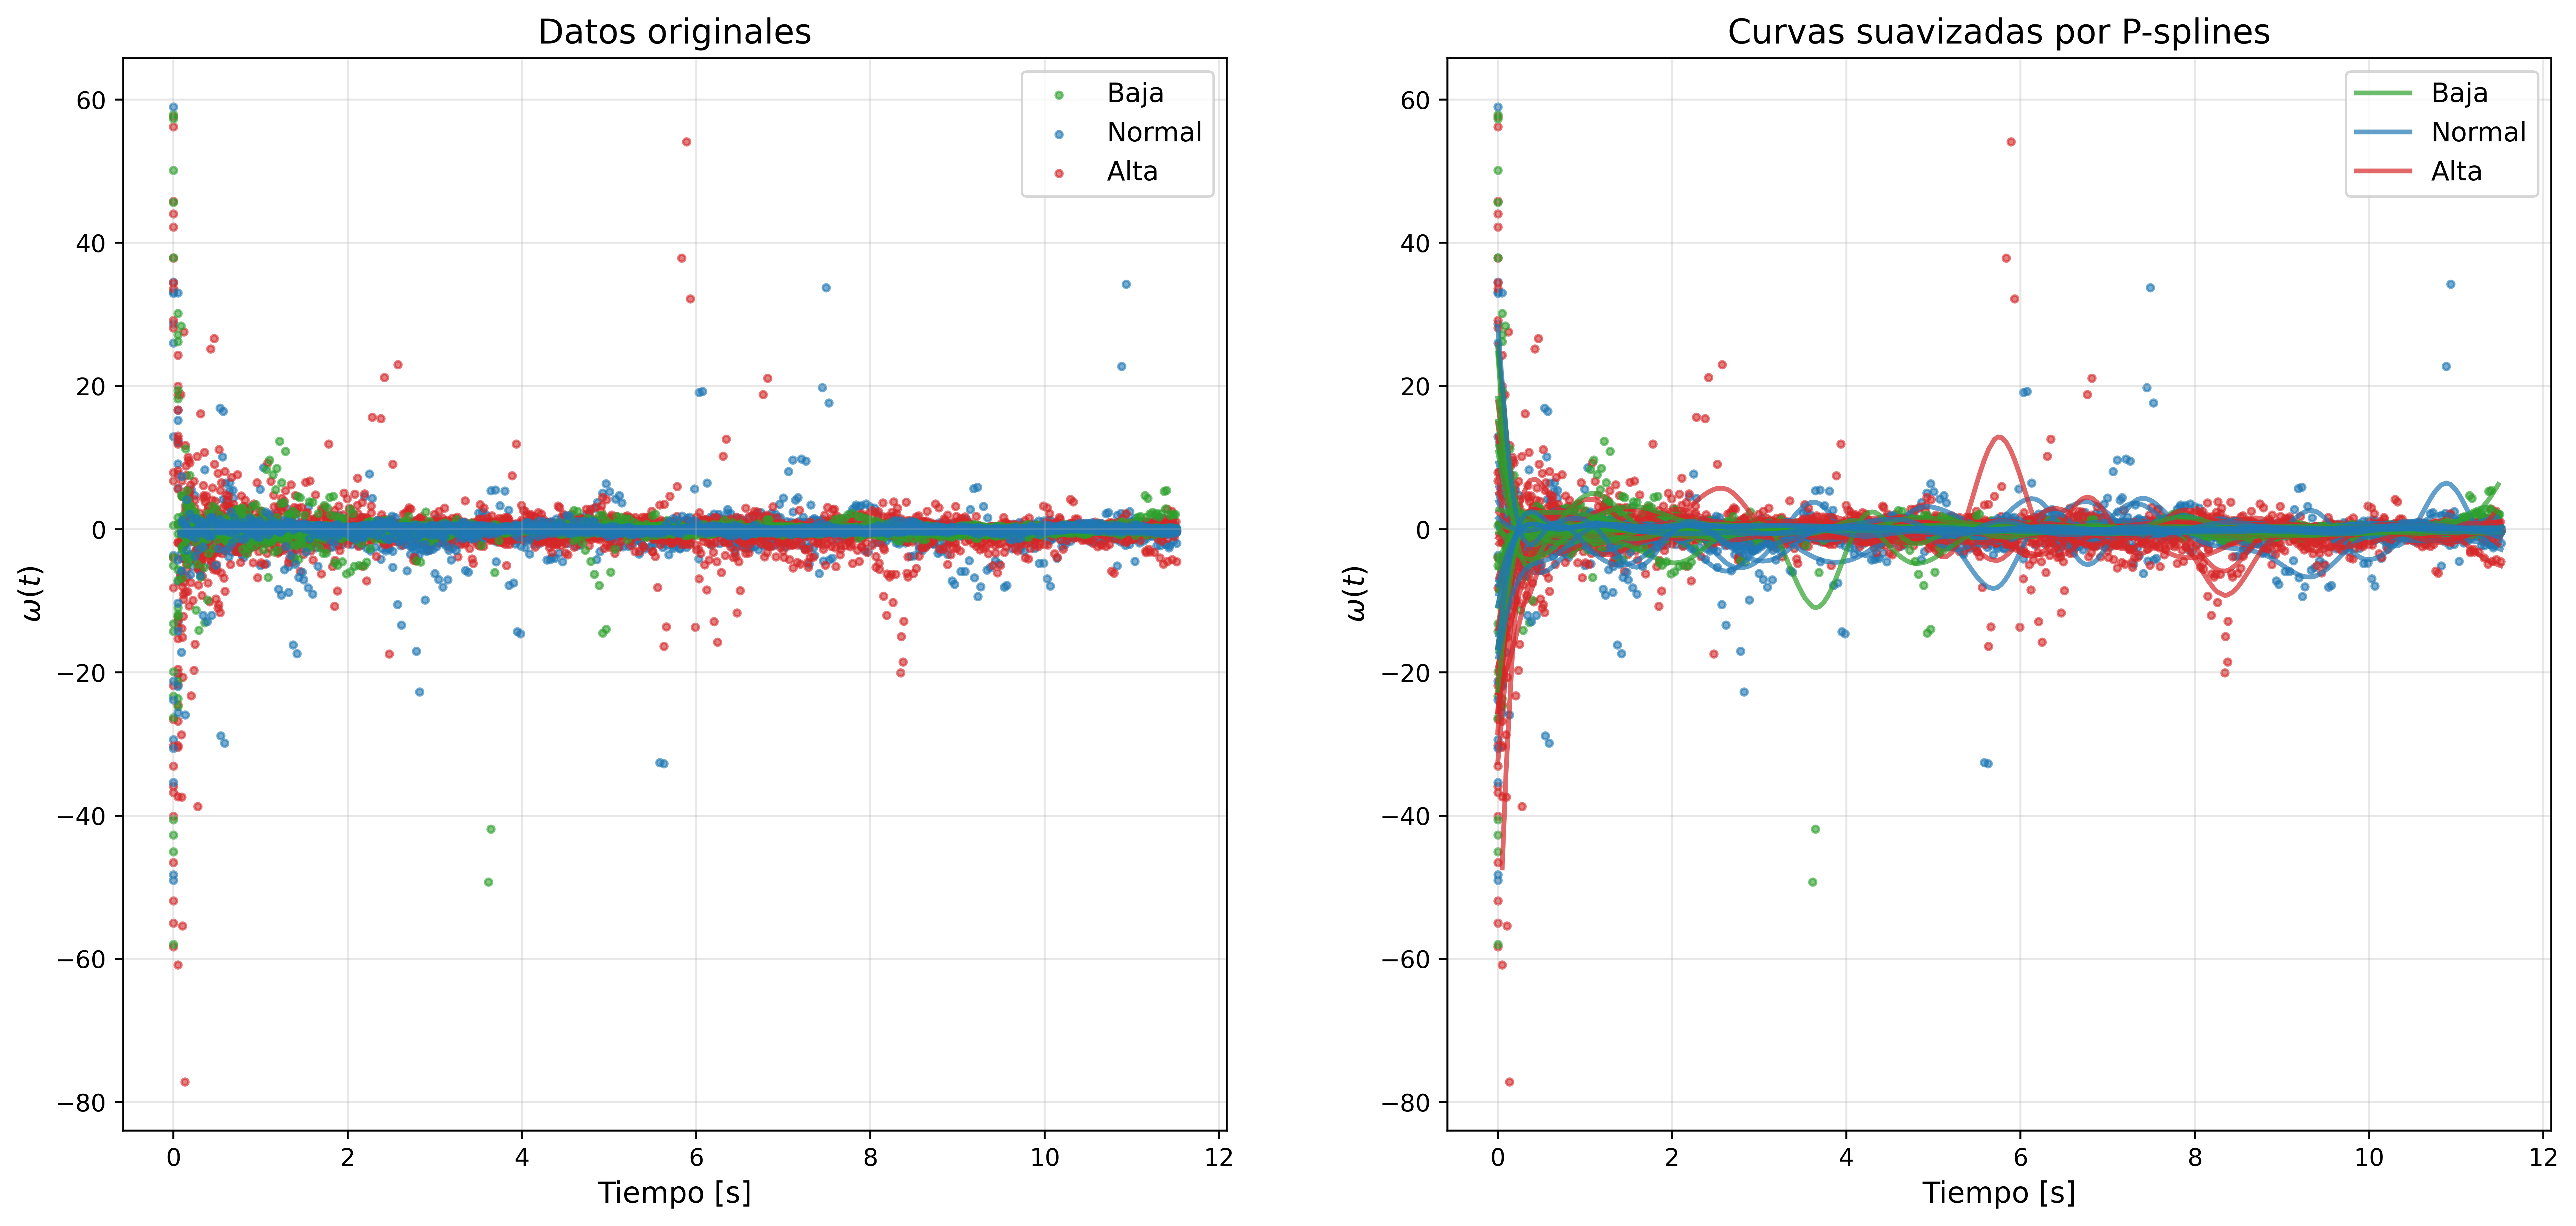 Datos originales
60
40
20
0
−20
−40
−60
−80
ω(t)
0 2 4 6 8 10 12
Tiempo [s]
Baja
Normal
Alta
Curvas suavizadas por P-splines
60
40
20
0
−20
−40
−60
−80
ω(t)
0 2 4 6 8 10 12
Tiempo [s]
Baja
Normal
Alta